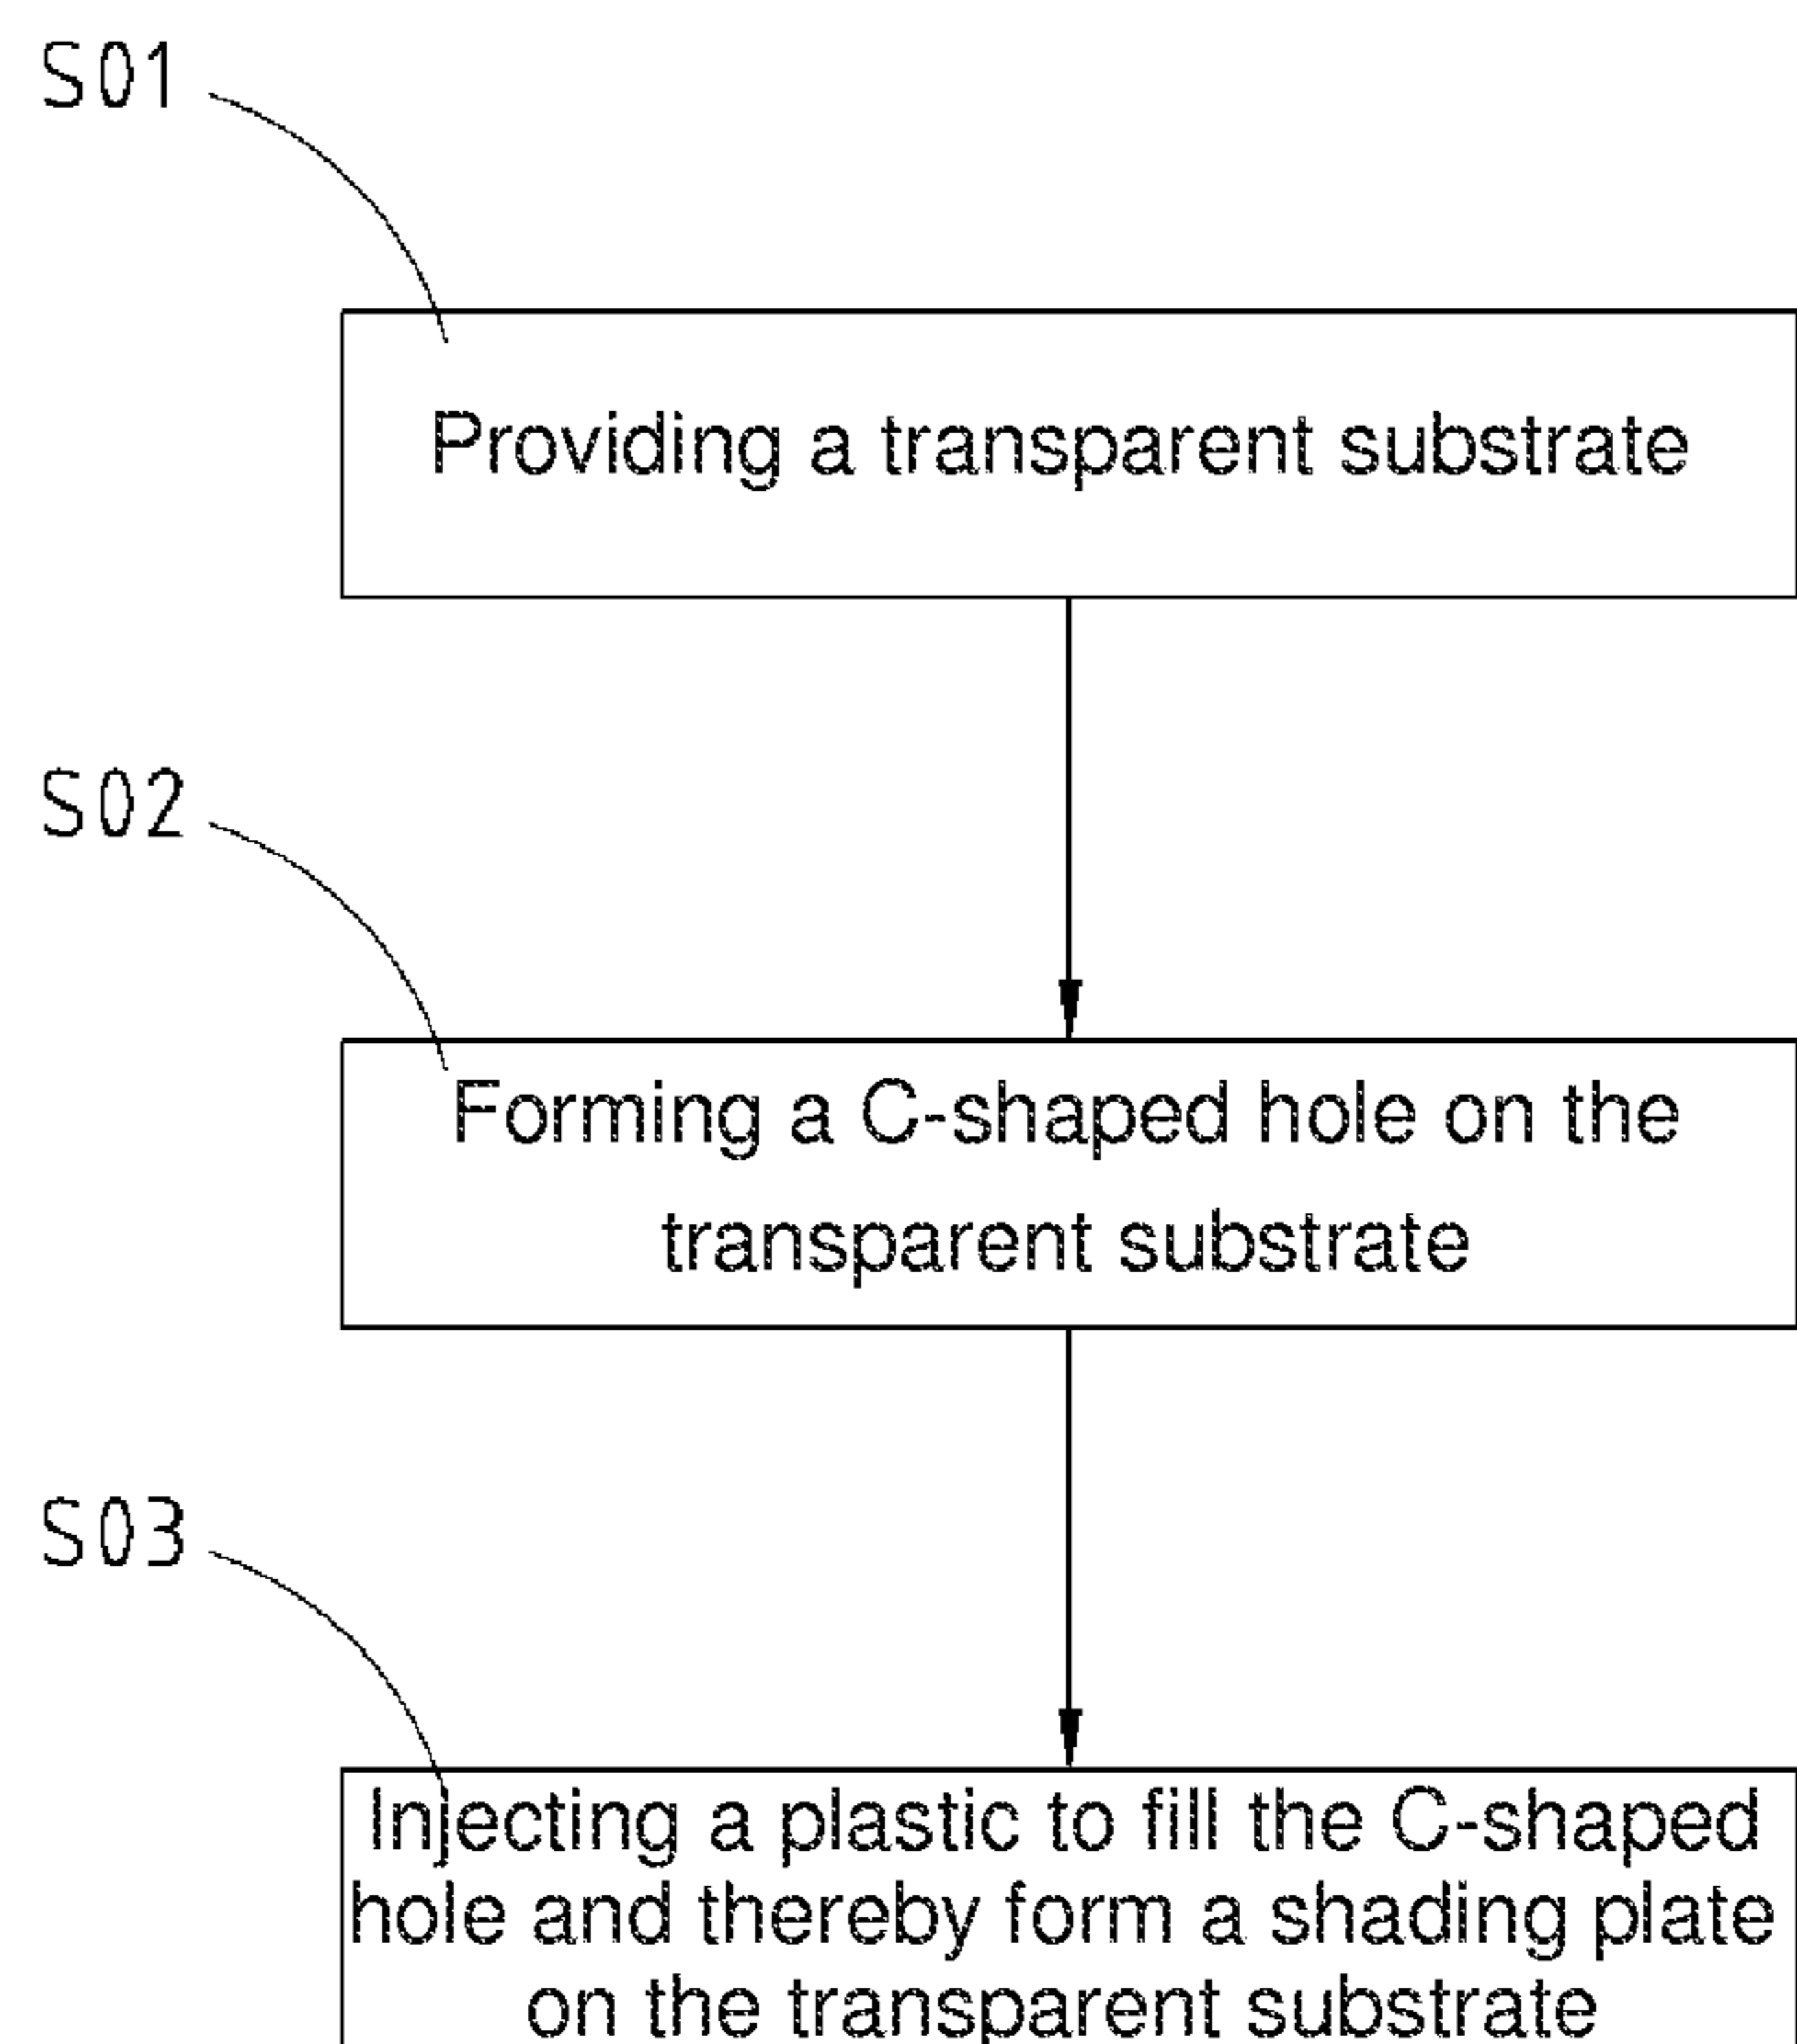 S01
Providing a transparent substrate
S02
Forming a C-shaped hole on the
transparent substrate
S03
Injecting a plastic to fill the C-shaped
hole and thereby form a shading plate
on the transparent substrate